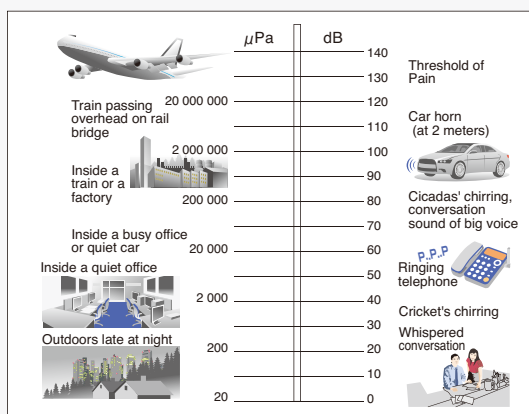 µPa
dB
140
130
120
110
100
90
80
70
60
50
40
30
20
10
0
20 000 000
2 000 000
200 000
20 000
2 000
200
20
Train passing
overhead on rail
bridge
Inside a
train or a
factory
Inside a busy office
or quiet car
Inside a quiet office
Outdoors late at night
Threshold of
Pain
Car horn
(at 2 meters)
Cicadas' chirring,
conversation
sound of big voice
P..P..P
Ringing
telephone
Cricket's chirring
Whispered
conversation